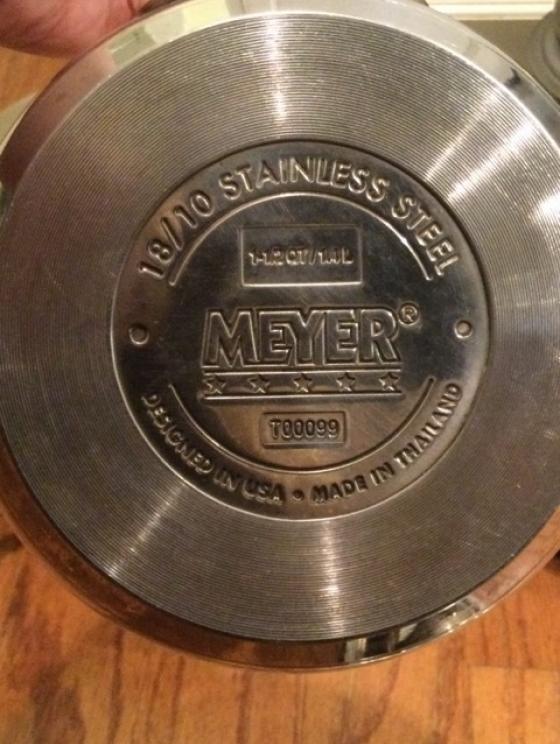 18/10 STAINLESS STEEL
1-1.2 QT / 1.4 L
MEYER®
T00099
DESIGNED IN USA • MADE IN THAILAND